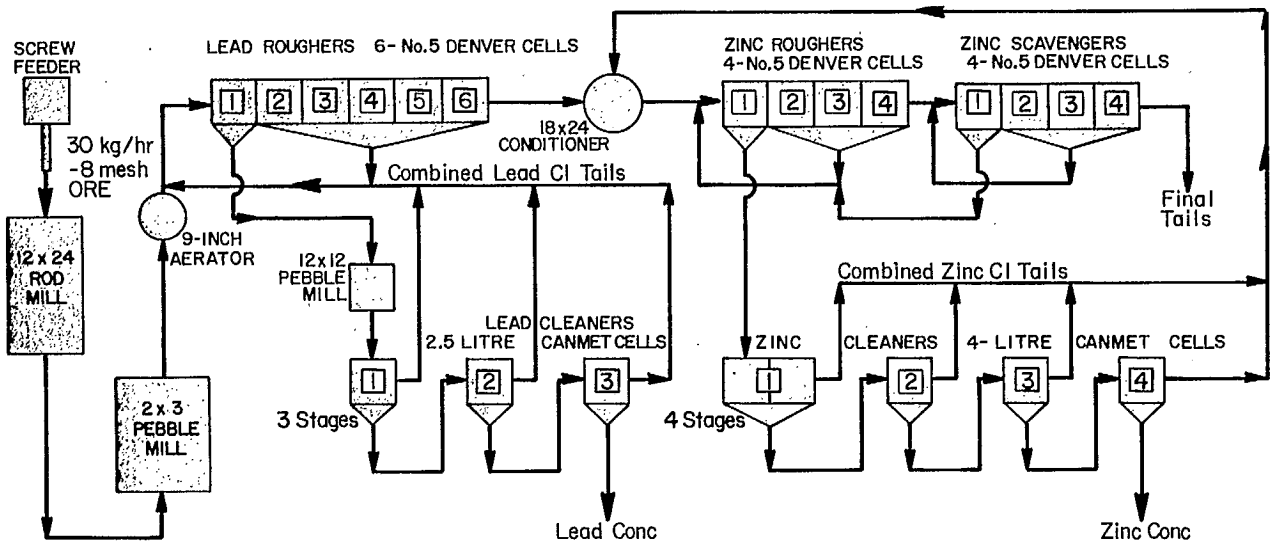 SCREW
FEEDER
30 kg/hr
-8 mesh
ORE
12 x 24
ROD
MILL
2 x 3
PEBBLE
MILL
9-INCH
AERATOR
LEAD ROUGHERS 6-No.5 DENVER CELLS
1 2 3 4 5 6
18x24
CONDITIONER
Combined Lead Cl Tails
12x12
PEBBLE
MILL
LEAD CLEANERS
2.5 LITRE CANMET CELLS
1 2 3
3 Stages
Lead Conc
ZINC ROUGHERS
4-No.5 DENVER CELLS
1 2 3 4
ZINC SCAVENGERS
4-No.5 DENVER CELLS
1 2 3 4
Final
Tails
Combined Zinc Cl Tails
ZINC CLEANERS 4-LITRE CANMET CELLS
1 2 3 4
4 Stages
Zinc Conc